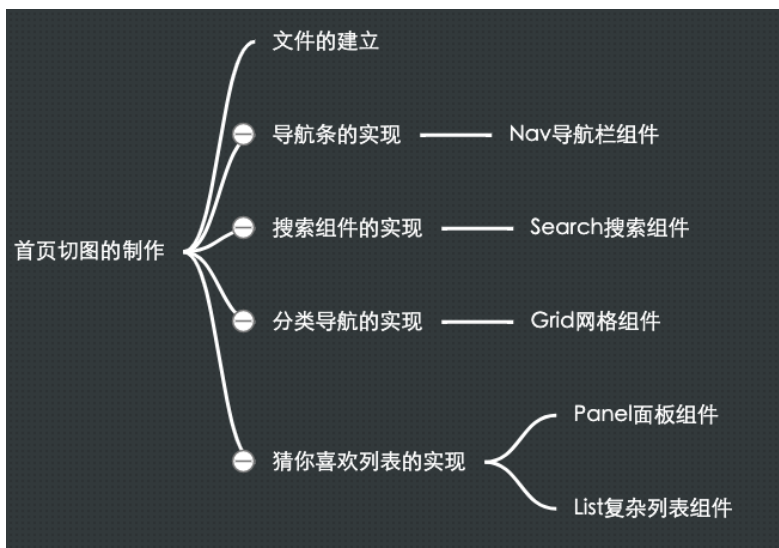 文件的建立
导航条的实现
Nav导航栏组件
搜索组件的实现
Search搜索组件
首页切图的制作
分类导航的实现
Grid网格组件
Panel面板组件
猜你喜欢列表的实现
List复杂列表组件